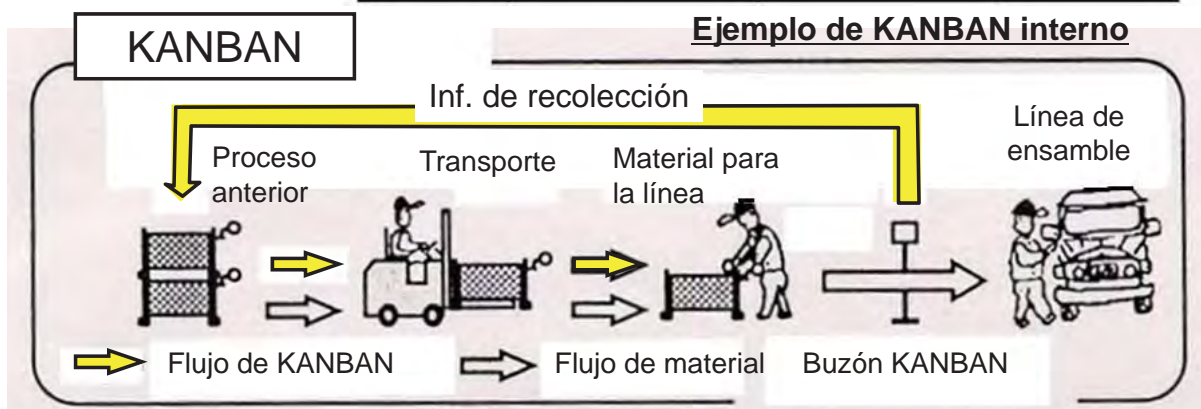 KANBAN
Ejemplo de KANBAN interno
Inf. de recolección
Proceso
anterior
Transporte
Material para
la línea
Línea de
ensamble
Flujo de KANBAN
Flujo de material
Buzón KANBAN